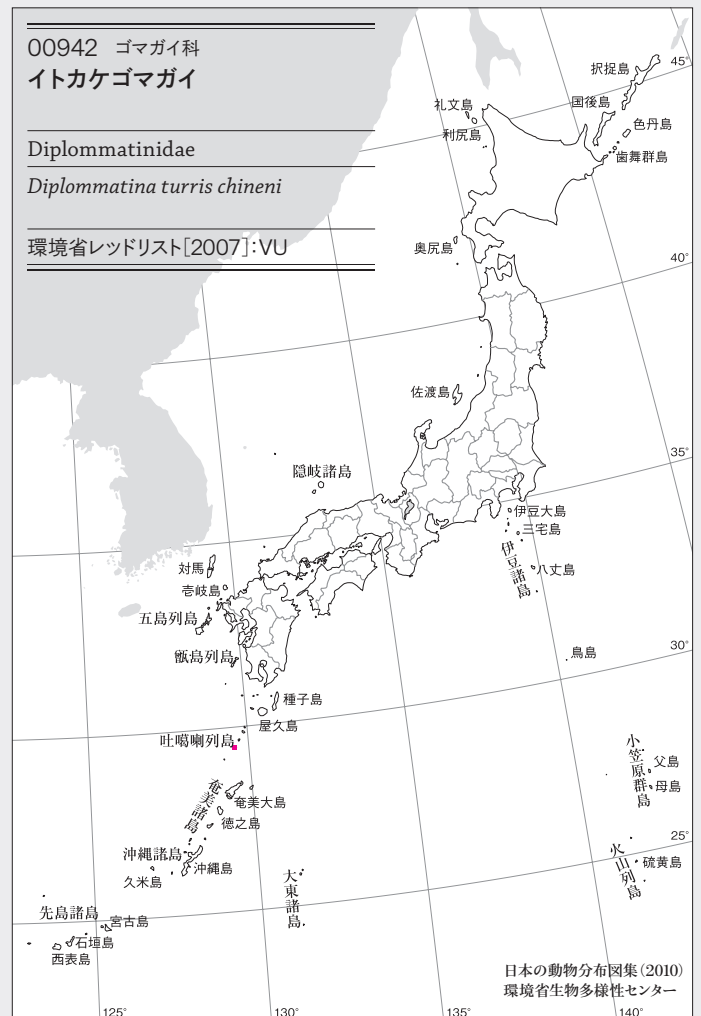 00942 ゴマガイ科
イトカケゴマガイ
Diplommatinidae
Diplommatina turris chineni
環境省レッドリスト[2007]:VU
択捉島
45°
礼文島
国後島
利尻島
色丹島
歯舞群島
奥尻島
40°
佐渡島
35°
隠岐諸島
伊豆大島
三宅島
伊豆諸島
八丈島
対馬
壱岐島
五島列島
甑島列島
鳥島
30°
種子島
屋久島
吐噶喇列島
小笠原群島
父島
母島
奄美諸島
奄美大島
徳之島
25°
沖縄諸島
沖縄島
久米島
火山列島
硫黄島
大東諸島
先島諸島
宮古島
石垣島
西表島
日本の動物分布図集(2010)
環境省生物多様性センター
125°
130°
135°
140°